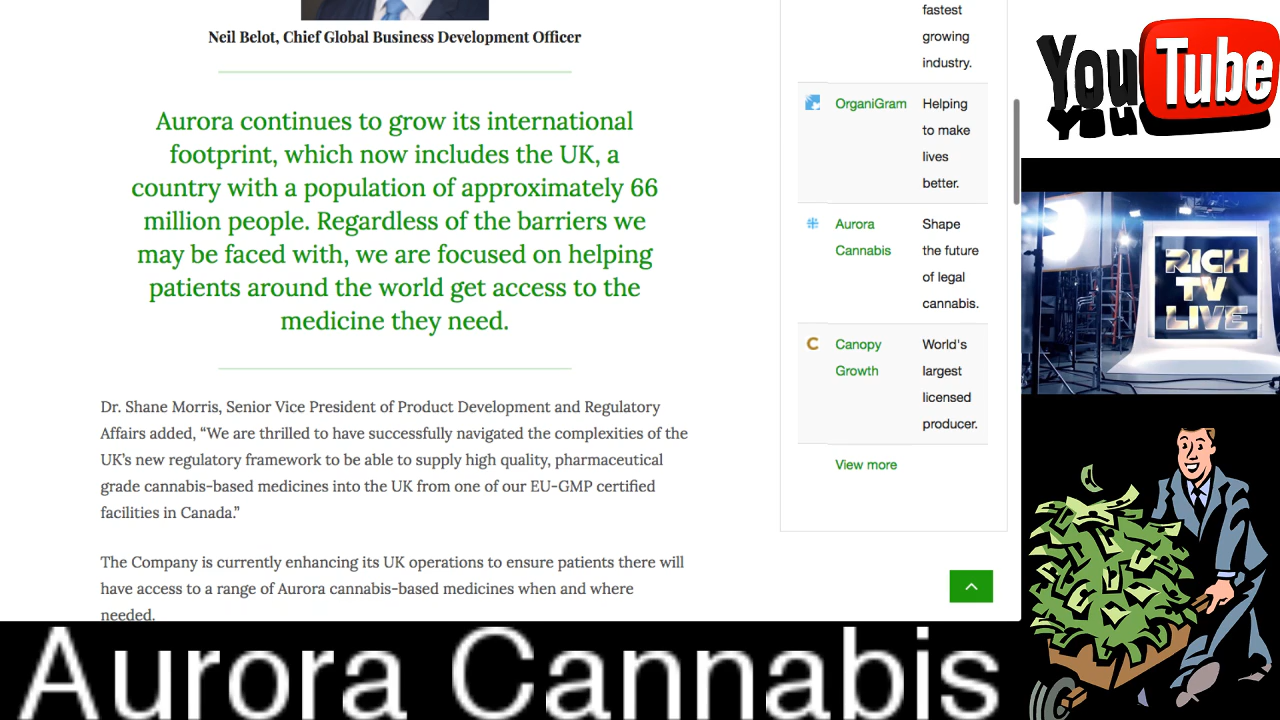 Neil Belot, Chief Global Business Development Officer
Aurora continues to grow its international
footprint, which now includes the UK, a
country with a population of approximately 66
million people. Regardless of the barriers we
may be faced with, we are focused on helping
patients around the world get access to the
medicine they need.
Dr. Shane Morris, Senior Vice President of Product Development and Regulatory
Affairs added, “We are thrilled to have successfully navigated the complexities of the
UK’s new regulatory framework to be able to supply high quality, pharmaceutical
grade cannabis-based medicines into the UK from one of our EU-GMP certified
facilities in Canada.”
The Company is currently enhancing its UK operations to ensure patients there will
have access to a range of Aurora cannabis-based medicines when and where
needed.
fastest
growing
industry.
OrganiGram
Helping
to make
lives
better.
Aurora
Cannabis
Shape
the future
of legal
cannabis.
Canopy
Growth
World's
largest
licensed
producer.
View more
YouTube
RICH
TV
LIVE
Aurora Cannabis